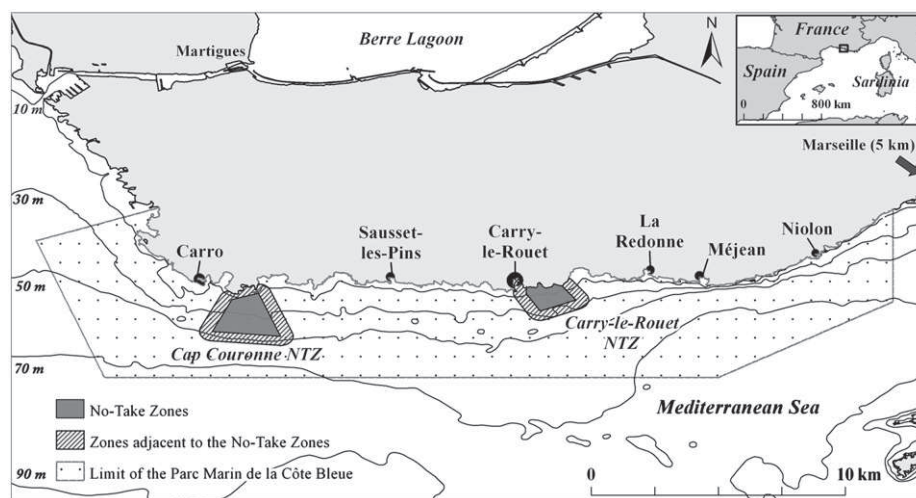 Martigues
Berre Lagoon
N
France
Spain
Sardinia
0
800 km
Marseille (5 km)
10 m
30 m
50 m
70 m
90 m
Carro
Sausset-
les-Pins
Carry-
le-Rouet
La
Redonne
Méjean
Niolon
Cap Couronne NTZ
Carry-le-Rouet
NTZ
Mediterranean Sea
No-Take Zones
Zones adjacent to the No-Take Zones
Limit of the Parc Marin de la Côte Bleue
0
10 km